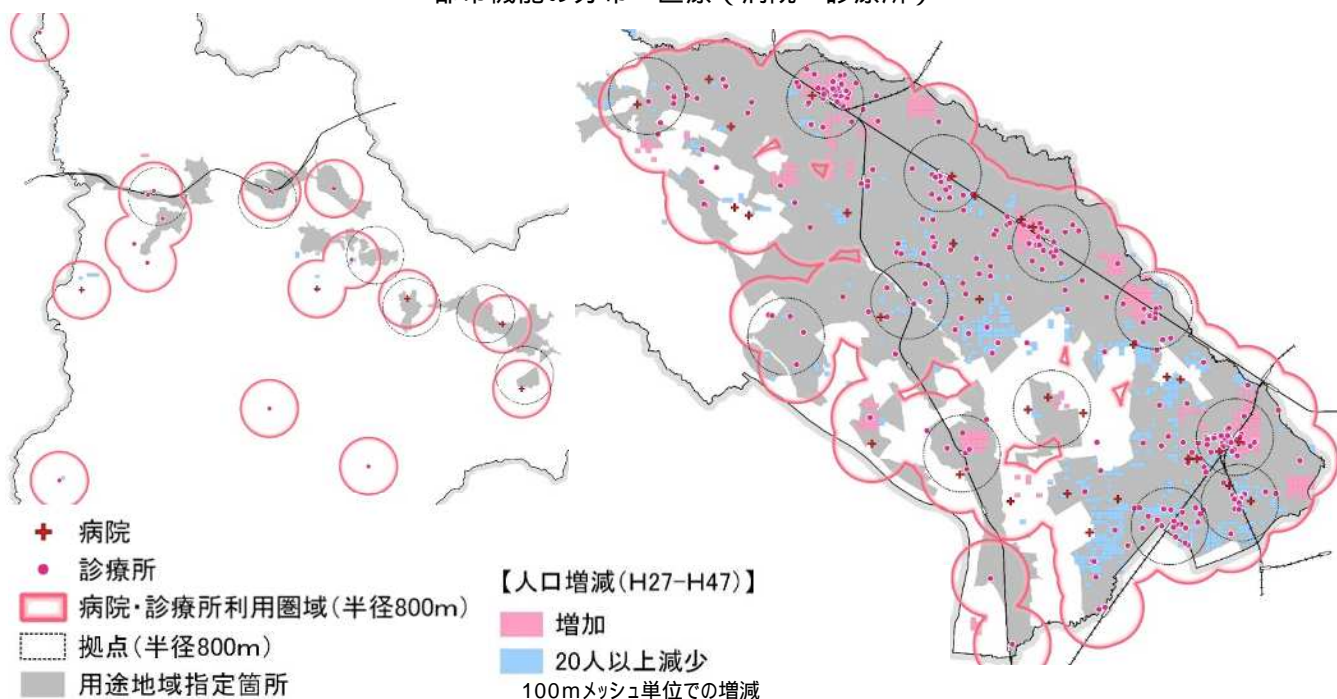 病院
診療所
病院・診療所利用圏域(半径800m)
拠点(半径800m)
用途地域指定箇所
【人口増減(H27-H47)】
増加
20人以上減少
100mメッシュ単位での増減